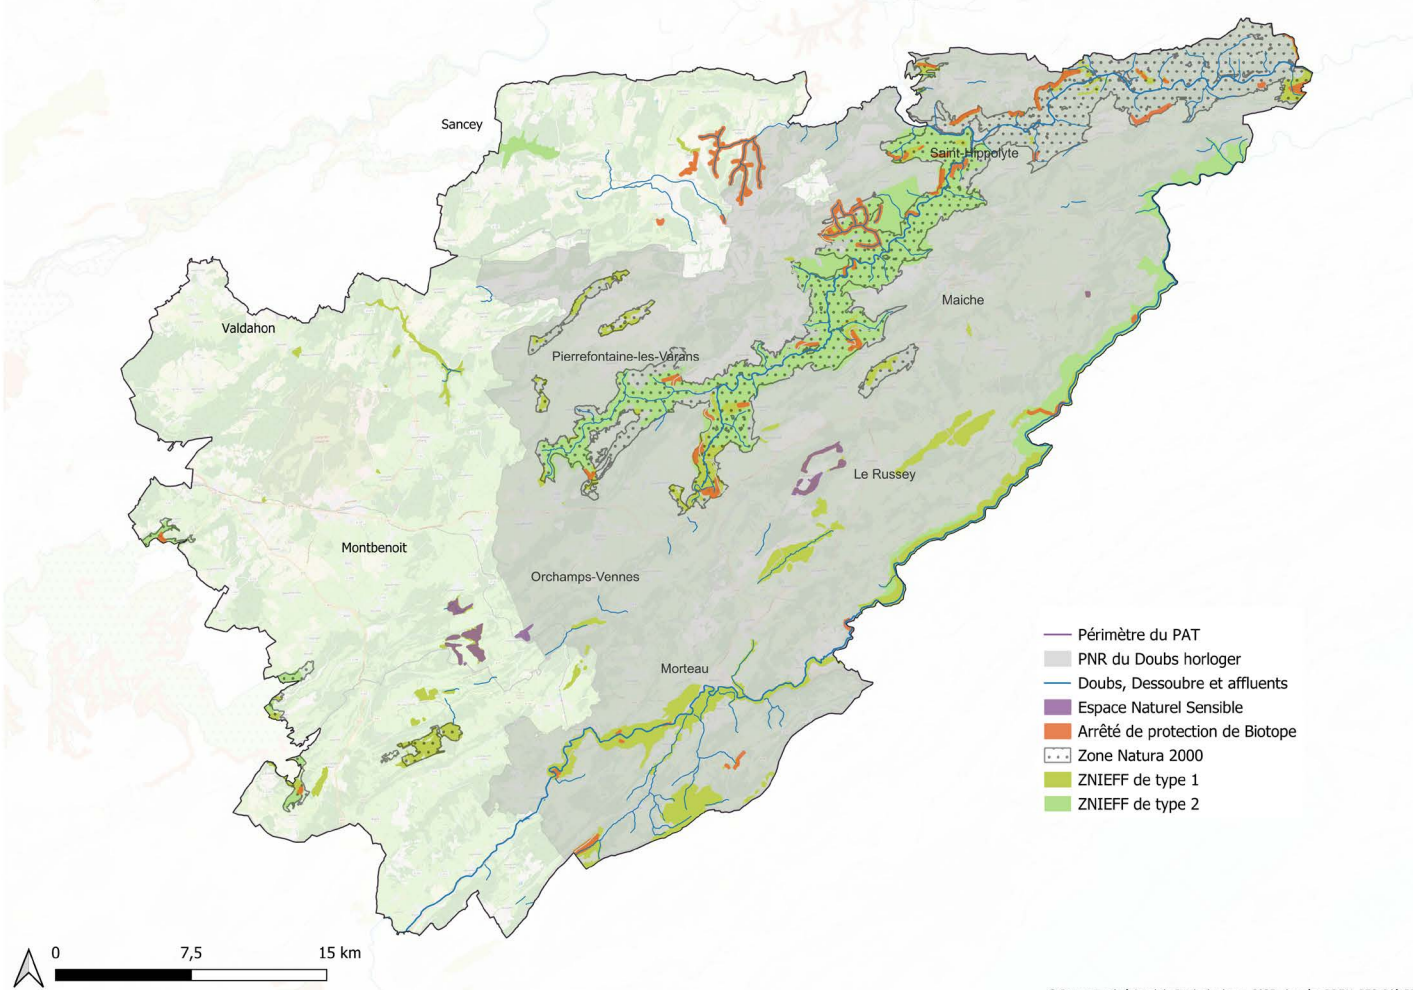 Sancey
Saint-Hippolyte
Maiche
Valdahon
Pierrefontaine-les-Varans
Le Russey
Montbenoit
Orchamps-Vennes
Morteau
Périmètre du PAT
PNR du Doubs horloger
Doubs, Dessoubre et affluents
Espace Naturel Sensible
Arrêté de protection de Biotope
Zone Natura 2000
ZNIEFF de type 1
ZNIEFF de type 2
0 7,5 15 km